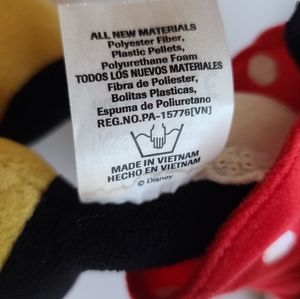 ALL NEW MATERIALS
Polyester Fiber,
Plastic Pellets,
Polyurethane Foam
TODOS LOS NUEVOS MATERIALES
Fibra de Poliester,
Bolitas Plasticas,
Espuma de Poliuretano
REG.NO.PA-15776[VN]
MADE IN VIETNAM
HECHO EN VIETNAM
© Disney